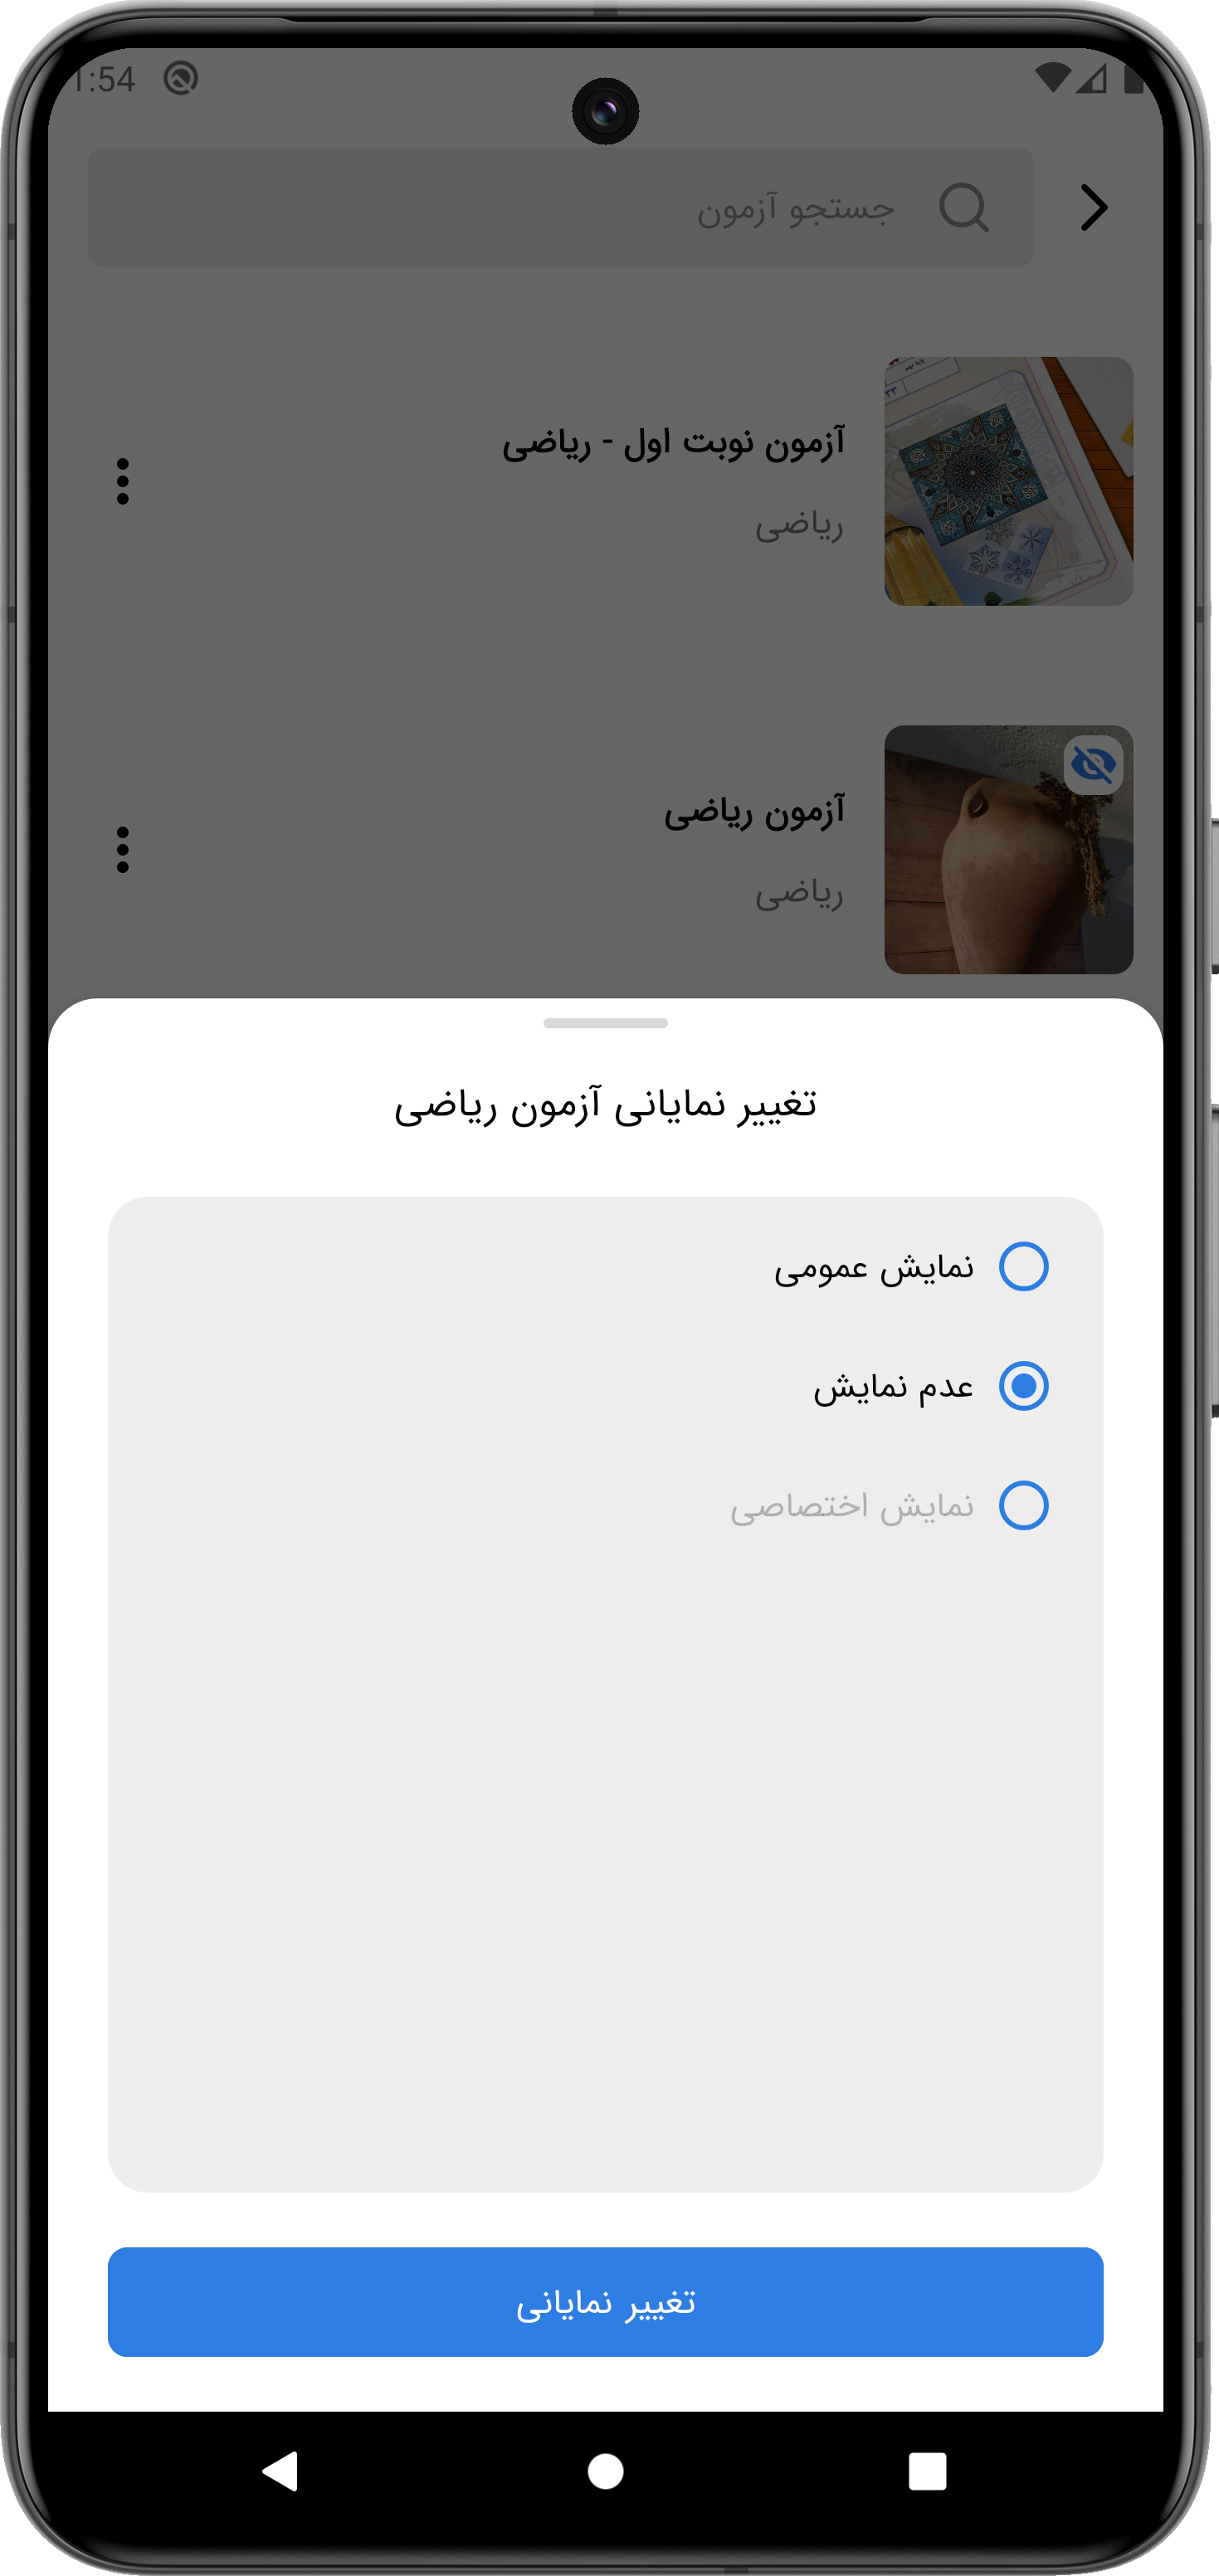 1:54
جستجو آزمون
آزمون نوبت اول - ریاضی
ریاضی
آزمون ریاضی
ریاضی
تغییر نمایانی آزمون ریاضی
نمایش عمومی
عدم نمایش
نمایش اختصاصی
تغییر نمایانی